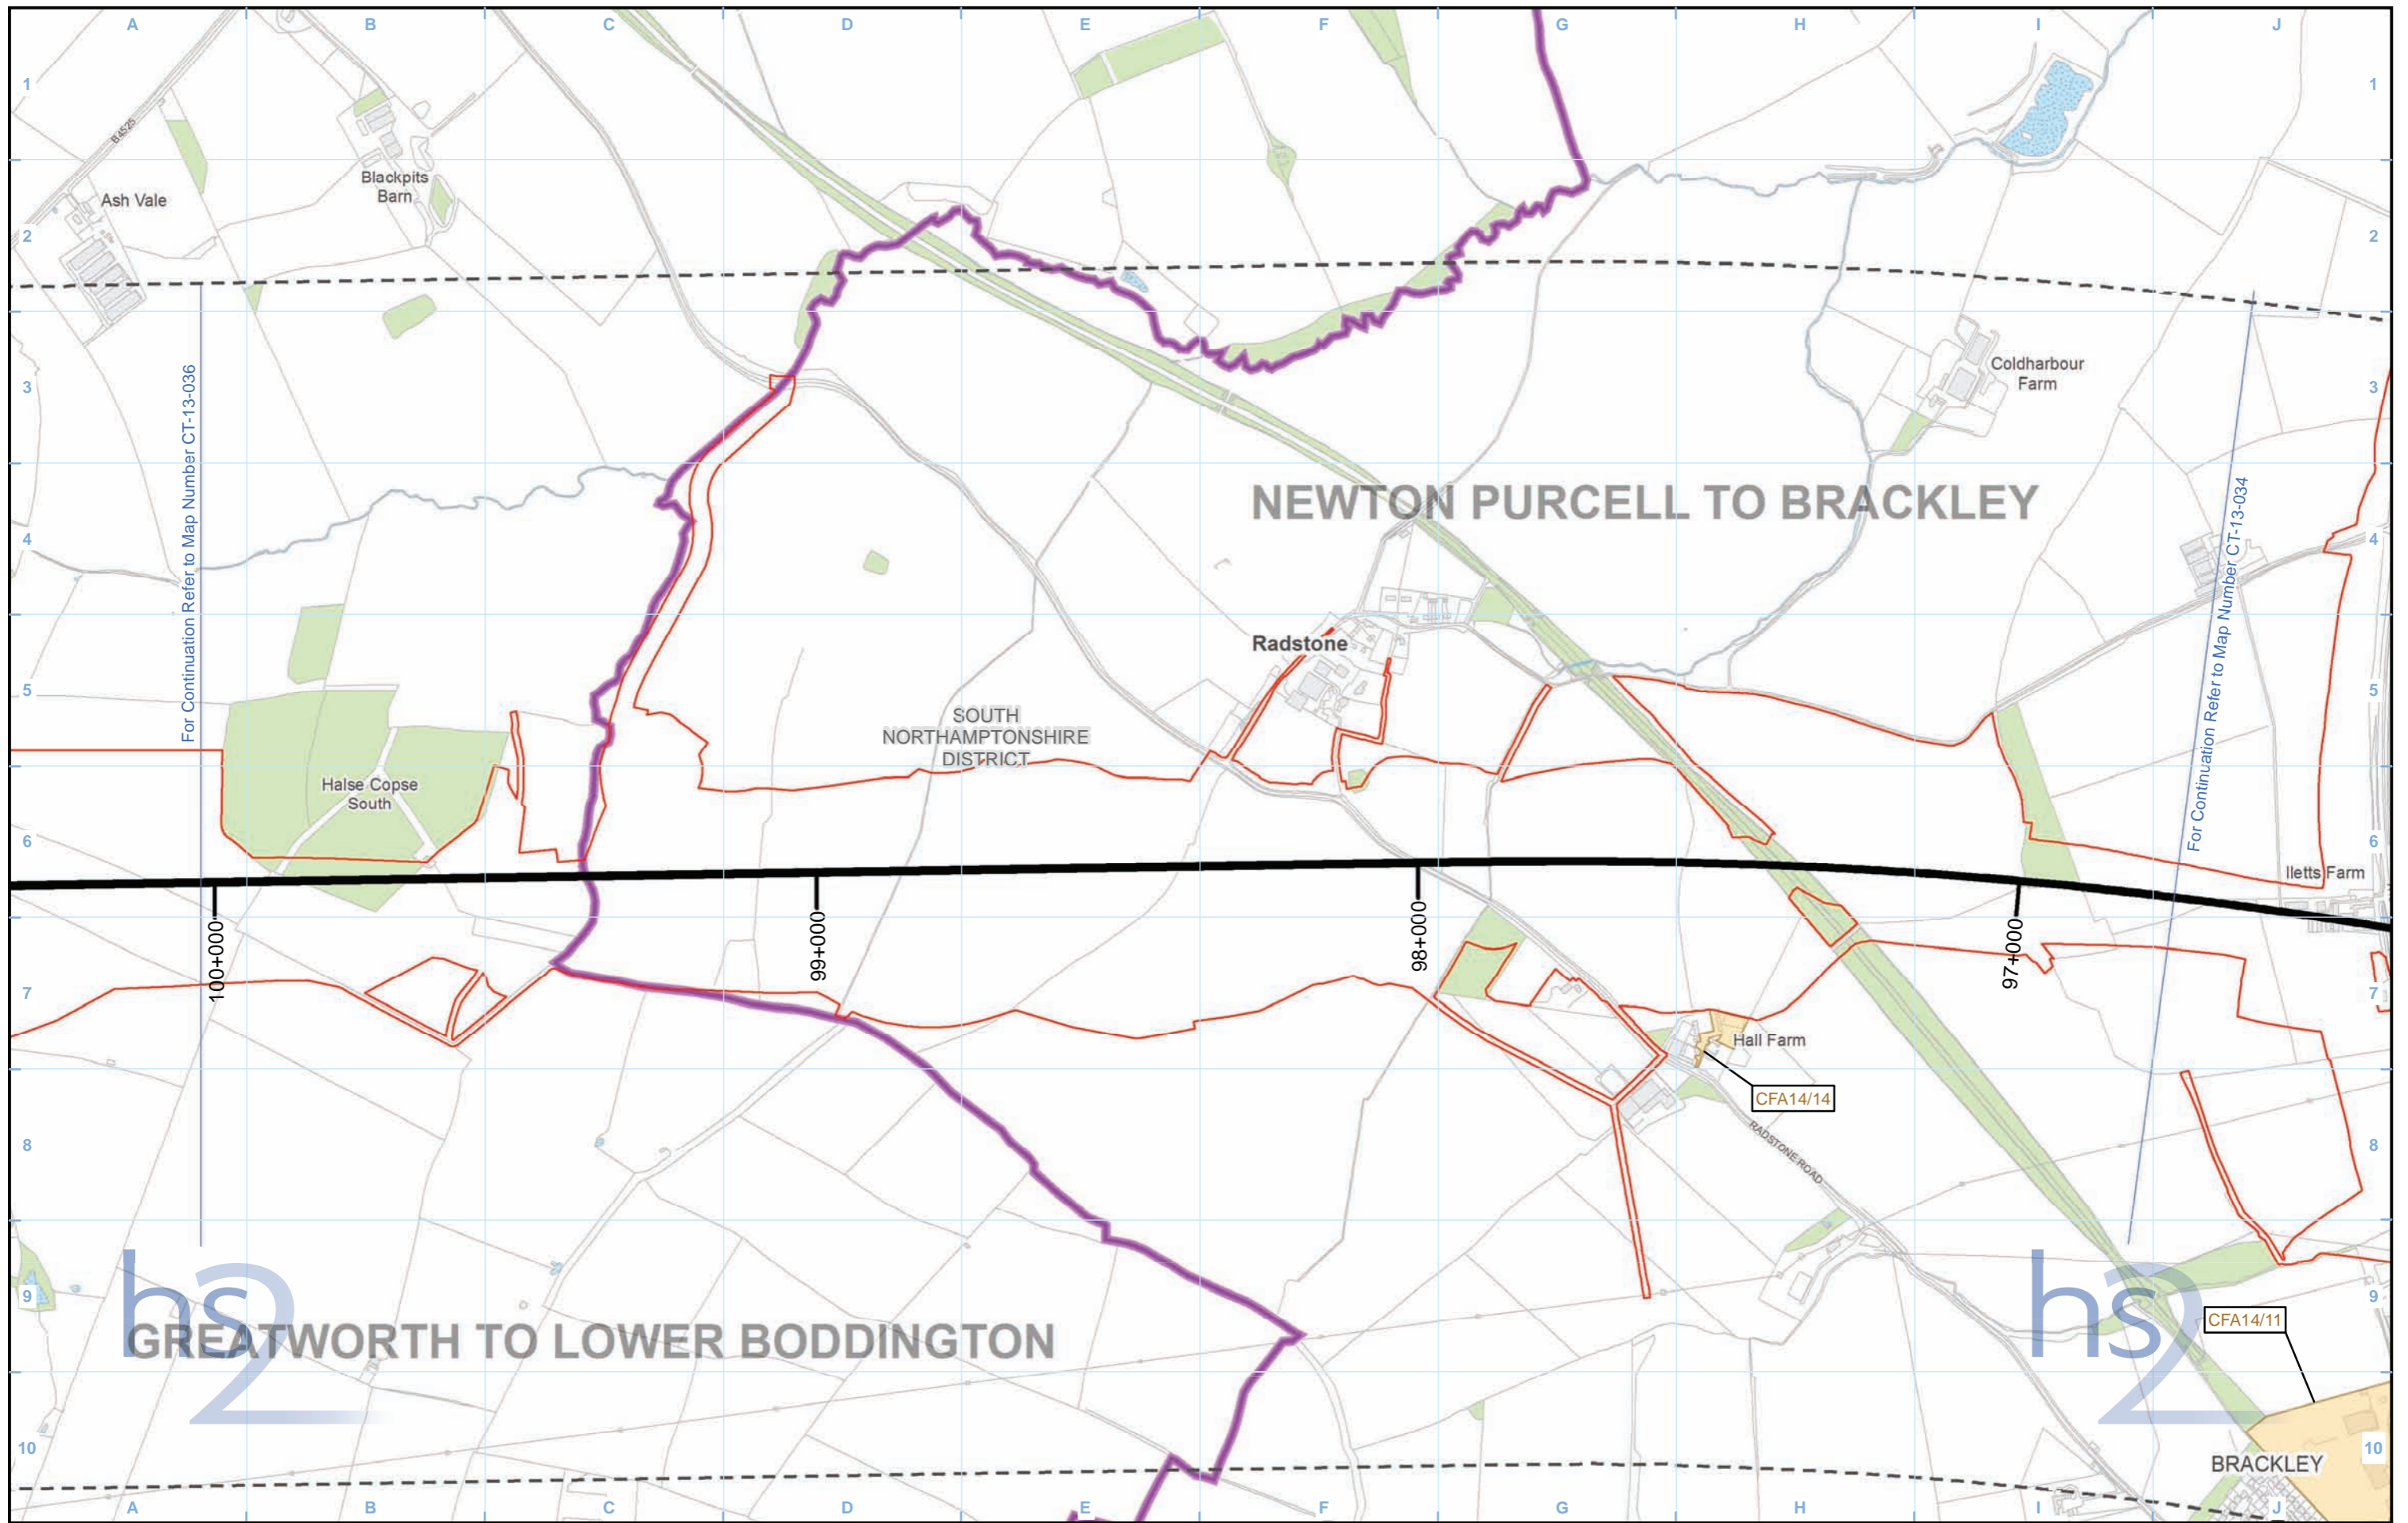 A B C D E F G H I J
1 1
B 4525
Blackpits
Barn
Ash Vale
2 2
3 3
For Continuation Refer to Map Number CT-13-036
Coldharbour
Farm
NEWTON PURCELL TO BRACKLEY
4 4
For Continuation Refer to Map Number CT-13-034
Radstone
5 5
SOUTH
NORTHAMPTONSHIRE
DISTRICT
Halse Copse
South
6 6
Iletts Farm
100+000
99+000
98+000
97+000
7 7
Hall Farm
CFA14/14
8 8
RADSTONE ROAD
hs2
hs2
9 9
CFA14/11
GREATWORTH TO LOWER BODDINGTON
10 10
BRACKLEY
A B C D E F G H I J